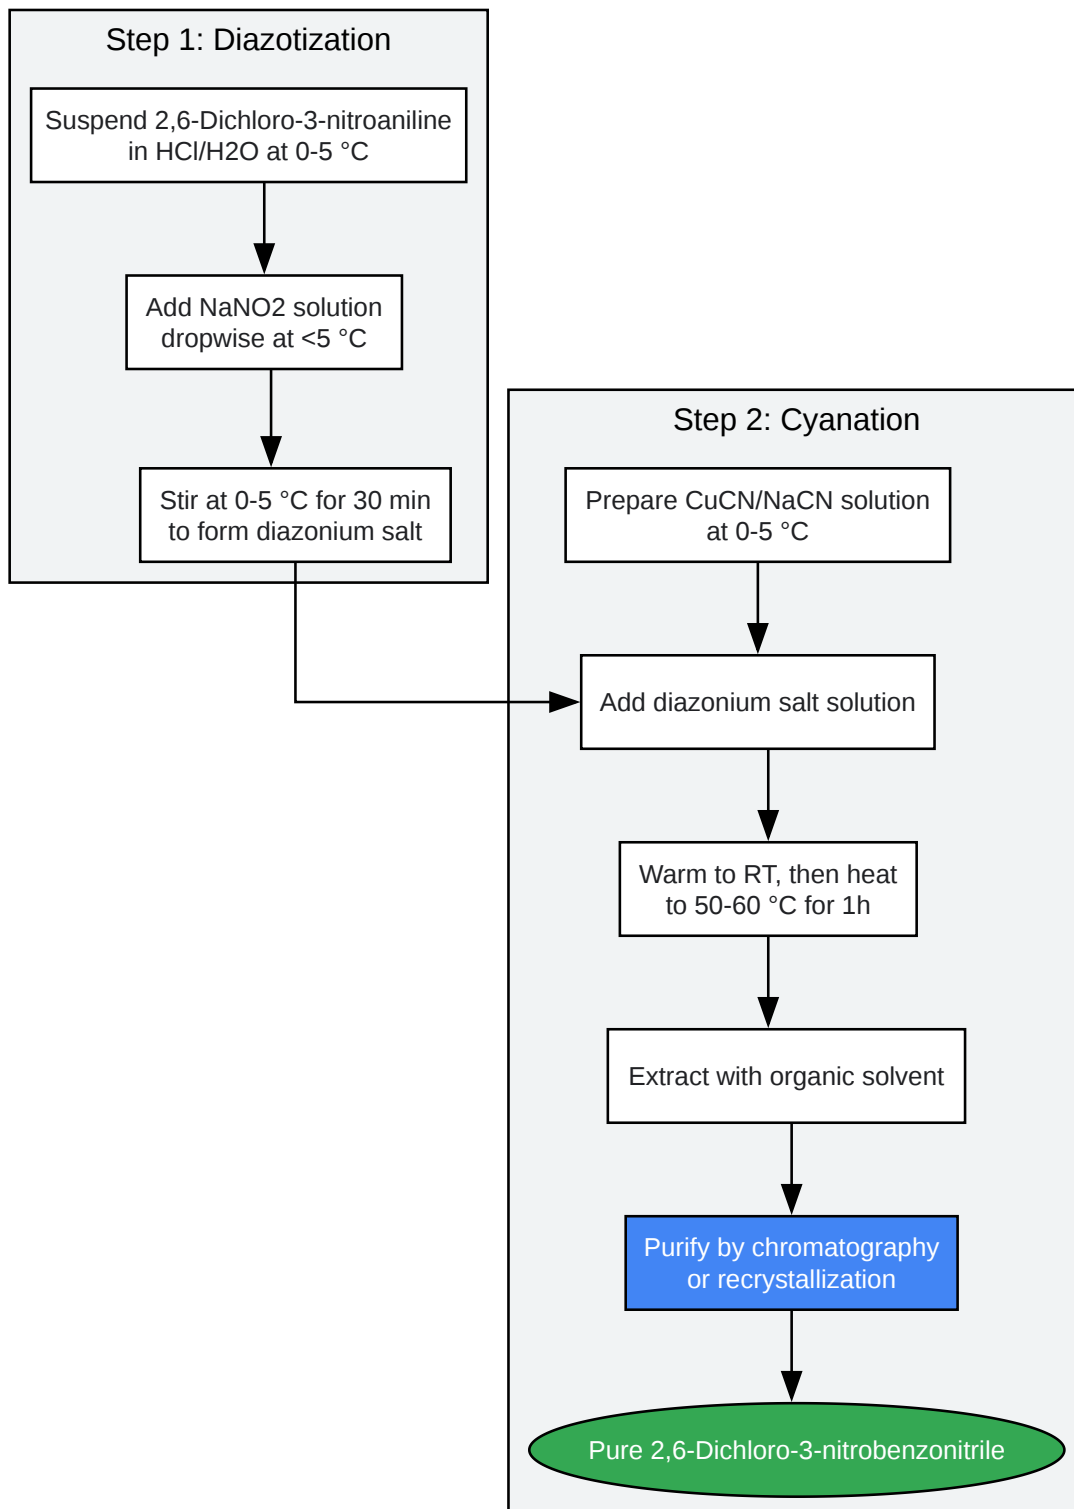 Step 1: Diazotization
Suspend 2,6-Dichloro-3-nitroaniline
in HCl/H2O at 0-5 °C
Add NaNO2 solution
dropwise at <5 °C
Stir at 0-5 °C for 30 min
to form diazonium salt
Step 2: Cyanation
Prepare CuCN/NaCN solution
at 0-5 °C
Add diazonium salt solution
Warm to RT, then heat
to 50-60 °C for 1h
Extract with organic solvent
Purify by chromatography
or recrystallization
Pure 2,6-Dichloro-3-nitrobenzonitrile